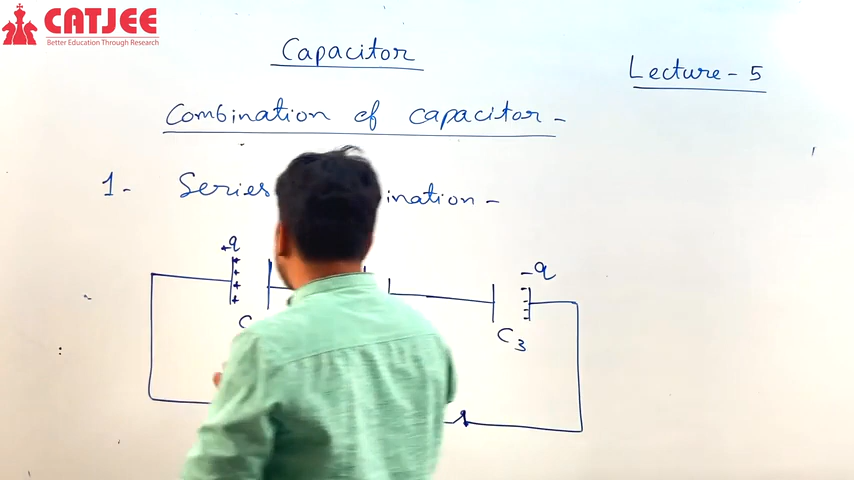 CATJEE
Better Education Through Research
Capacitor
Lecture - 5
Combination of capacitor -
1- Series ination -
+q
+
+
+
+
-q
C
C3